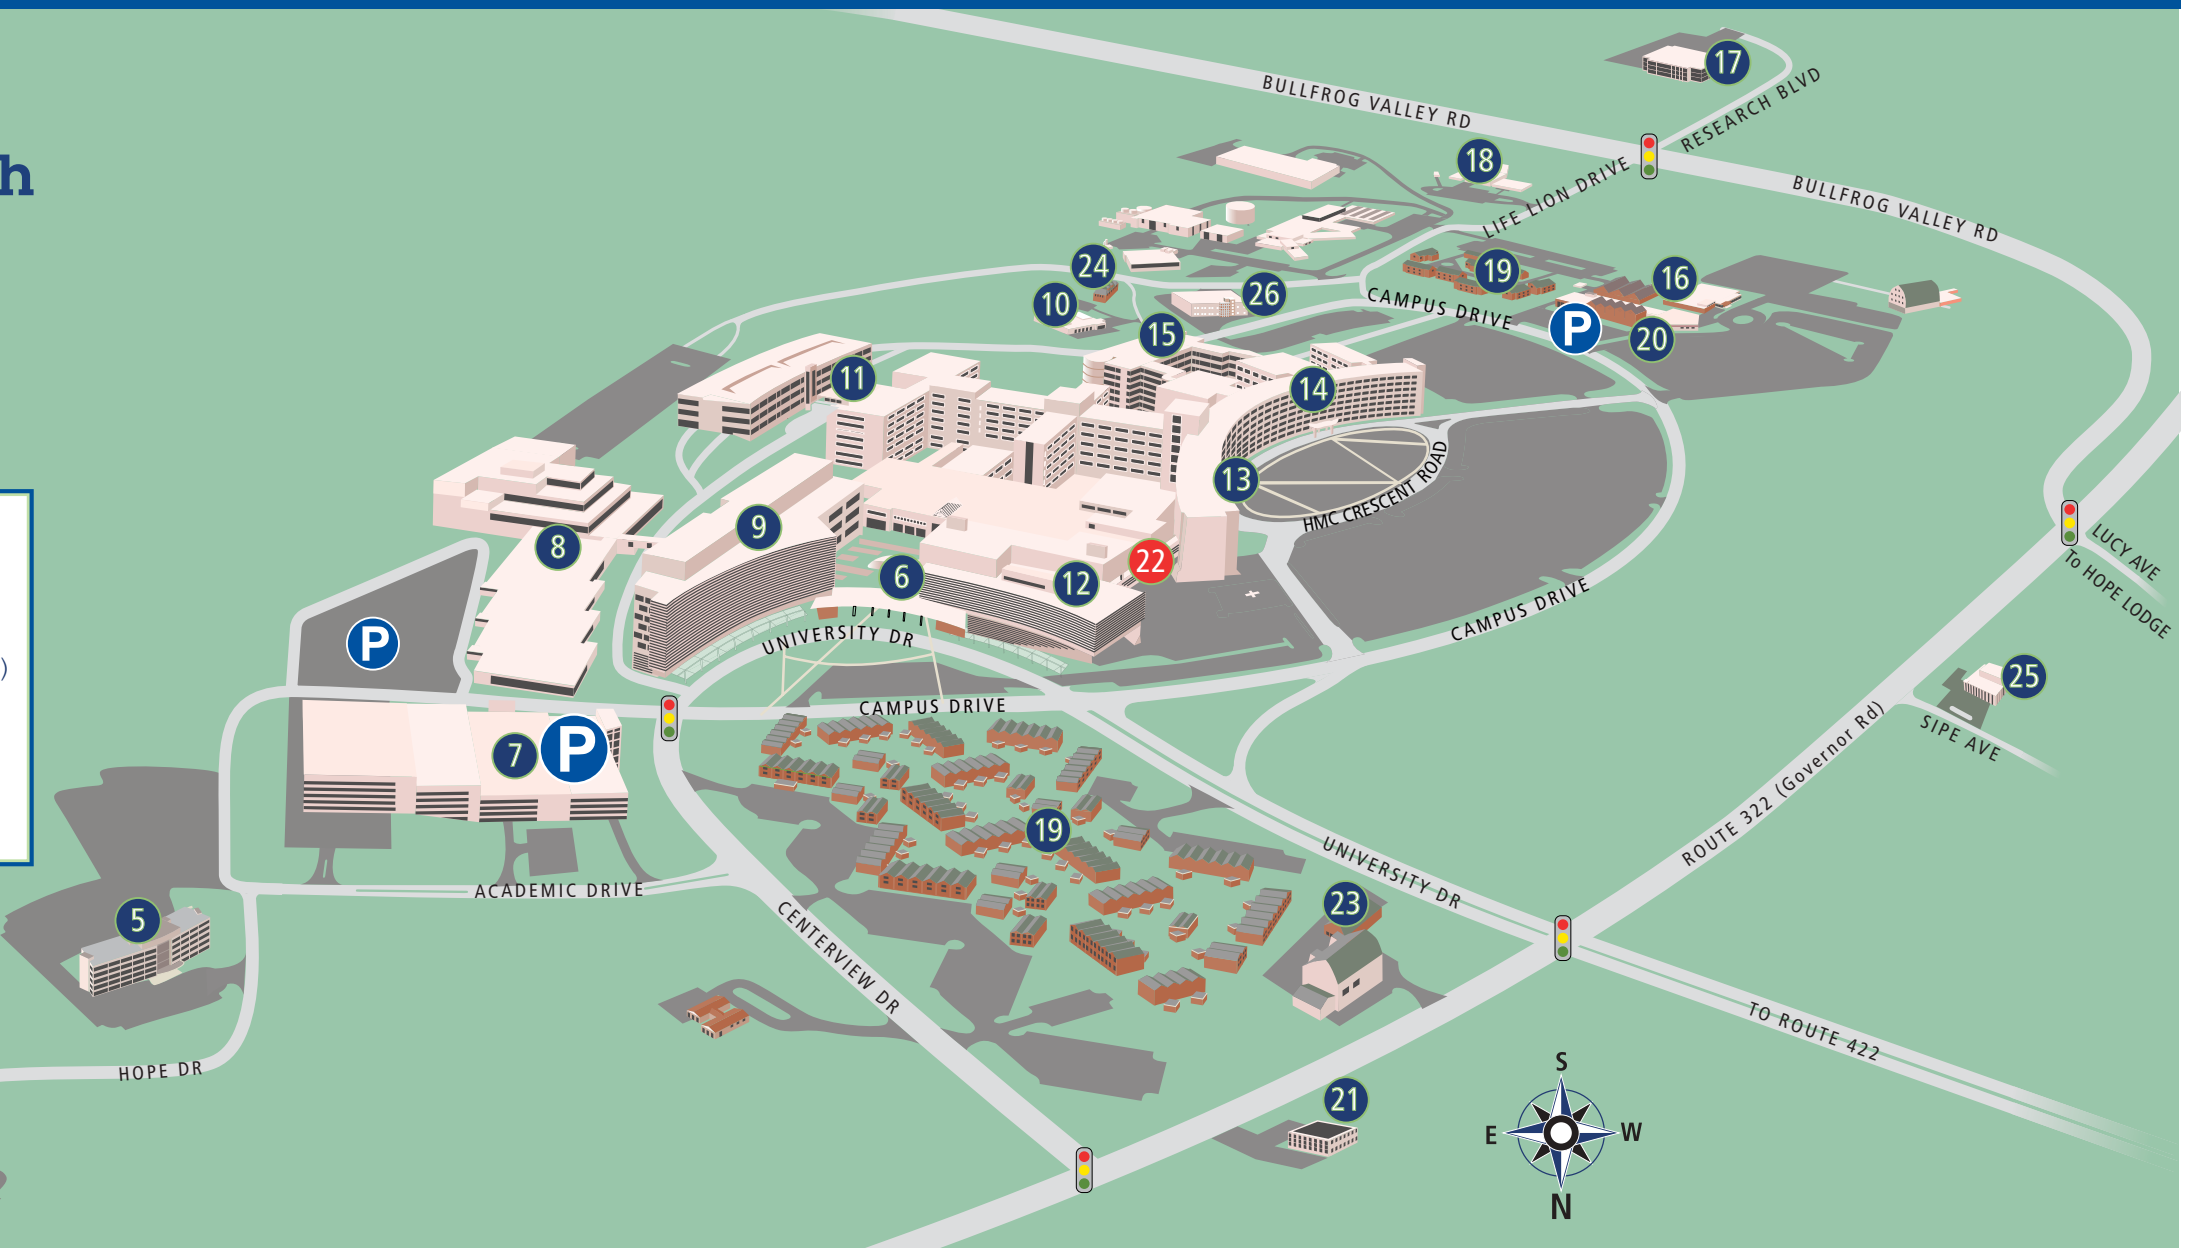 17
BULLFROG VALLEY RD
RESEARCH BLVD
h
18
LIFE LION DRIVE
BULLFROG VALLEY RD
24
19
16
10
26
CAMPUS DRIVE
P
15
20
11
14
13
HMC CRESCENT ROAD
9
8
22
6
12
LUCY AVE
To HOPE LODGE
CAMPUS DRIVE
P
UNIVERSITY DR
)
25
CAMPUS DRIVE
SIPE AVE
7
P
ROUTE 322 (Governor Rd)
19
UNIVERSITY DR
ACADEMIC DRIVE
23
5
CENTERVIEW DR
TO ROUTE 422
HOPE DR
S
21
E
W
N